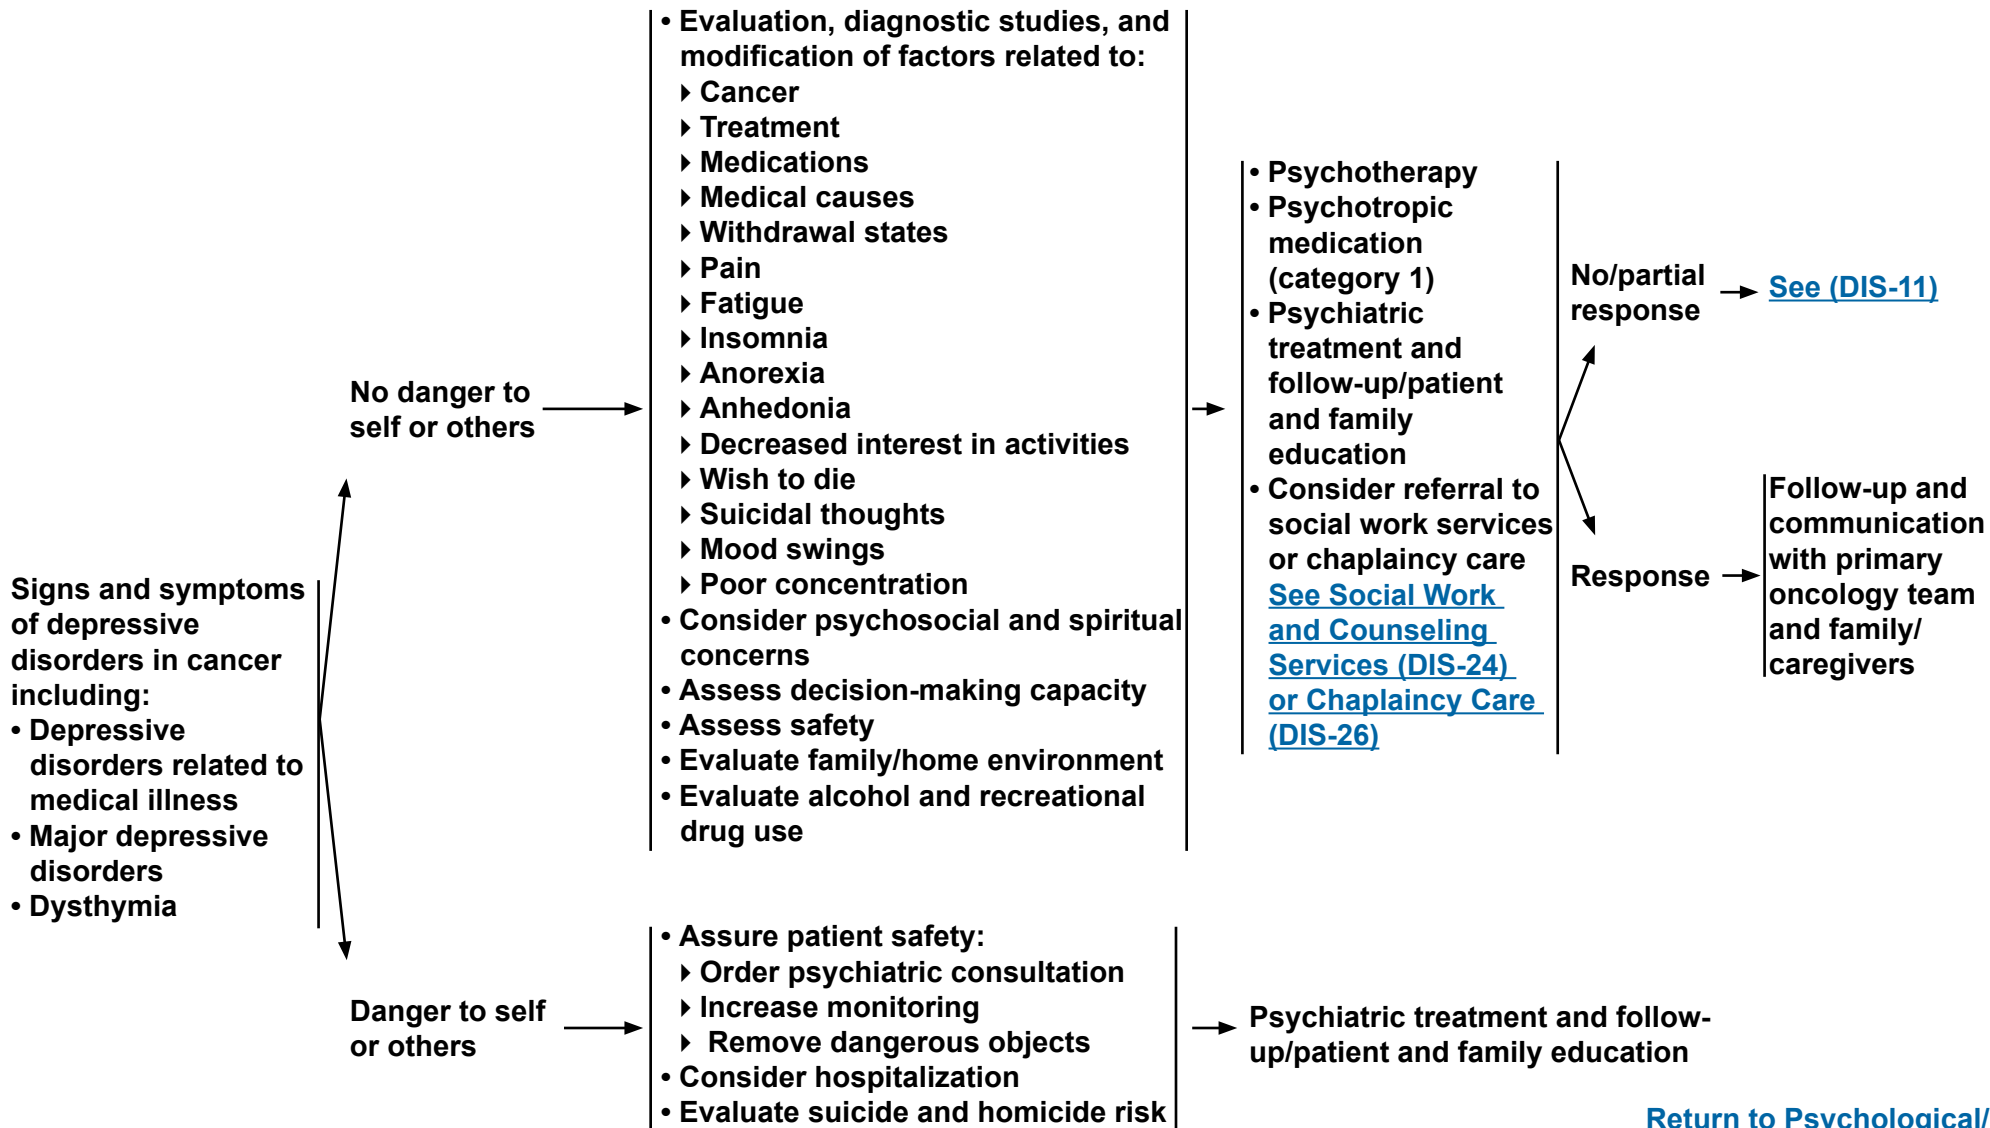 Signs and symptoms
of depressive
disorders in cancer
including:
• Depressive
disorders related to
medical illness
• Major depressive
disorders
• Dysthymia
No danger to
self or others
• Evaluation, diagnostic studies, and
modification of factors related to:
▸ Cancer
▸ Treatment
▸ Medications
▸ Medical causes
▸ Withdrawal states
▸ Pain
▸ Fatigue
▸ Insomnia
▸ Anorexia
▸ Anhedonia
▸ Decreased interest in activities
▸ Wish to die
▸ Suicidal thoughts
▸ Mood swings
▸ Poor concentration
• Consider psychosocial and spiritual
concerns
• Assess decision-making capacity
• Assess safety
• Evaluate family/home environment
• Evaluate alcohol and recreational
drug use
• Psychotherapy
• Psychotropic
medication
(category 1)
• Psychiatric
treatment and
follow-up/patient
and family
education
• Consider referral to
social work services
or chaplaincy care
See Social Work
and Counseling
Services (DIS-24)
or Chaplaincy Care
(DIS-26)
No/partial
response
See (DIS-11)
Response
Follow-up and
communication
with primary
oncology team
and family/
caregivers
Danger to self
or others
• Assure patient safety:
▸ Order psychiatric consultation
▸ Increase monitoring
▸ Remove dangerous objects
• Consider hospitalization
• Evaluate suicide and homicide risk
Psychiatric treatment and follow-
up/patient and family education
Return to Psychological/